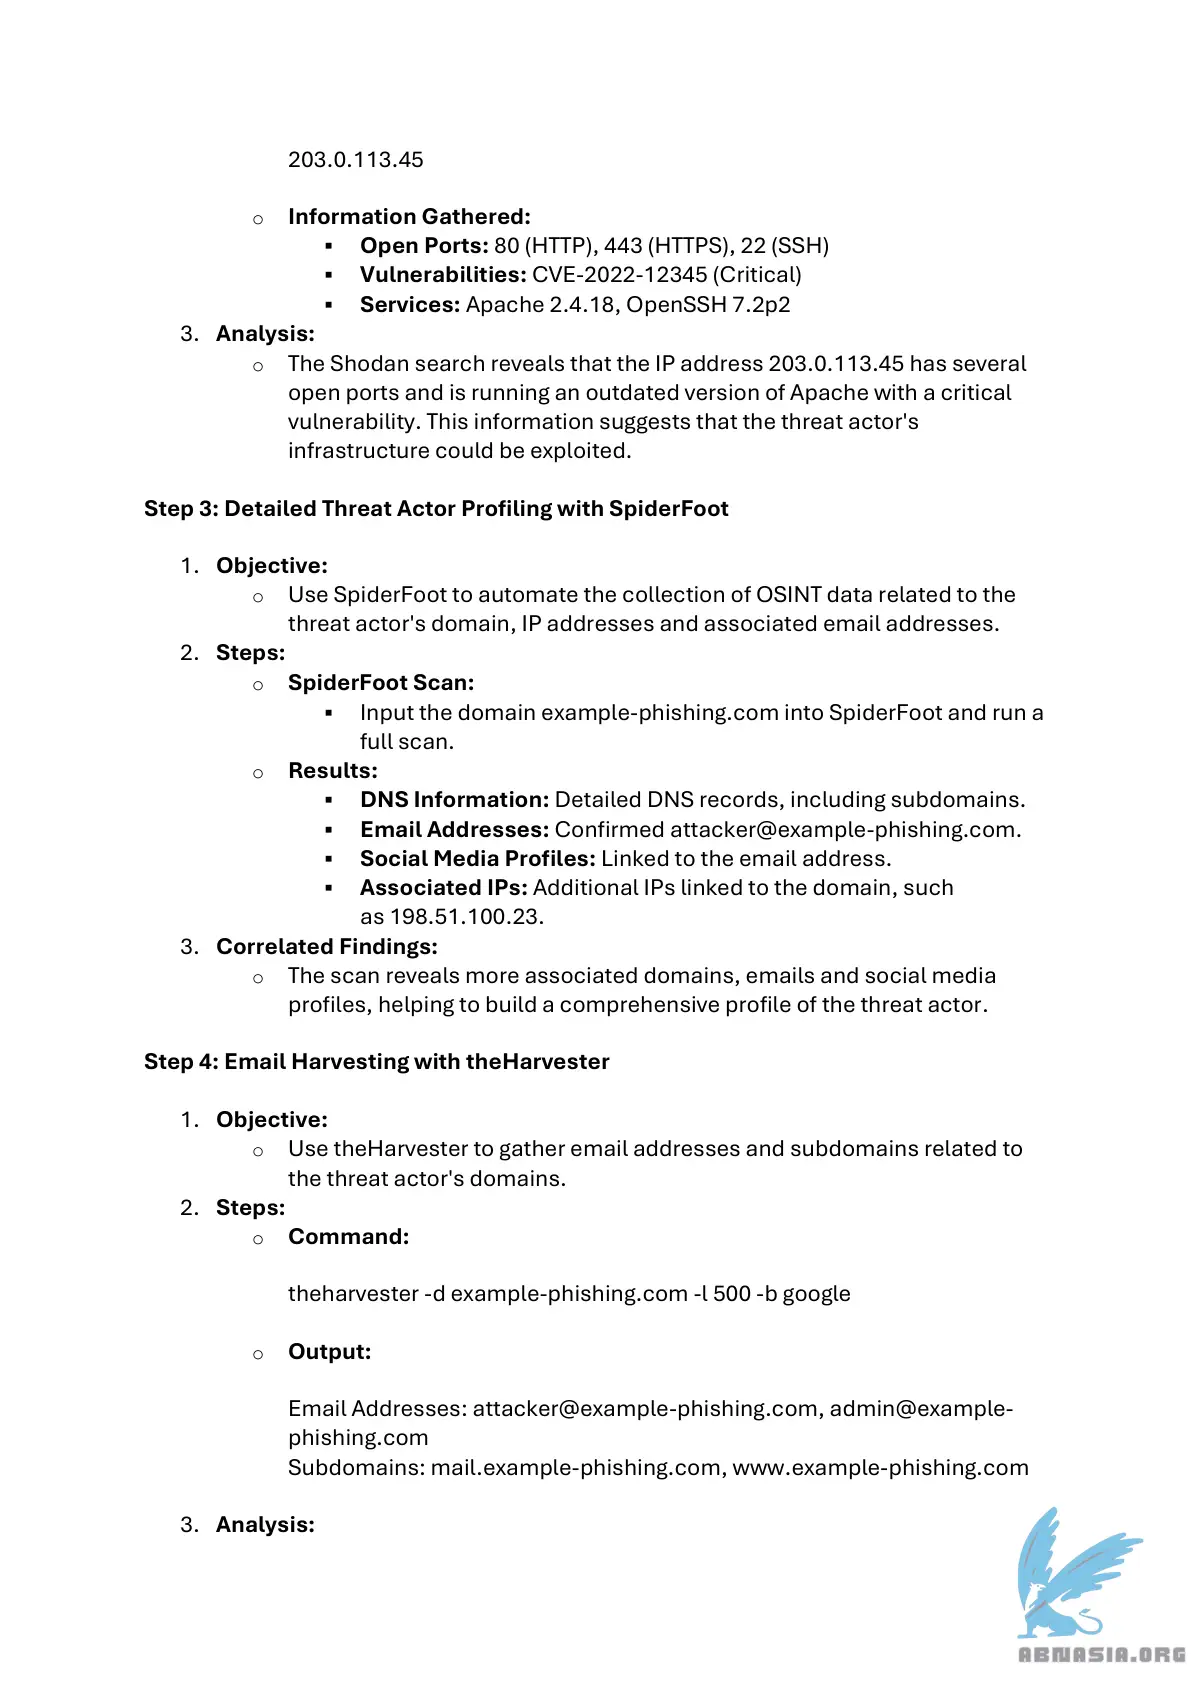 203.0.113.45
o Information Gathered:
▪ Open Ports: 80 (HTTP), 443 (HTTPS), 22 (SSH)
▪ Vulnerabilities: CVE-2022-12345 (Critical)
▪ Services: Apache 2.4.18, OpenSSH 7.2p2
3. Analysis:
o The Shodan search reveals that the IP address 203.0.113.45 has several
open ports and is running an outdated version of Apache with a critical
vulnerability. This information suggests that the threat actor's
infrastructure could be exploited.
Step 3: Detailed Threat Actor Profiling with SpiderFoot
1. Objective:
o Use SpiderFoot to automate the collection of OSINT data related to the
threat actor's domain, IP addresses and associated email addresses.
2. Steps:
o SpiderFoot Scan:
▪ Input the domain example-phishing.com into SpiderFoot and run a
full scan.
o Results:
▪ DNS Information: Detailed DNS records, including subdomains.
▪ Email Addresses: Confirmed attacker@example-phishing.com.
▪ Social Media Profiles: Linked to the email address.
▪ Associated IPs: Additional IPs linked to the domain, such
as 198.51.100.23.
3. Correlated Findings:
o The scan reveals more associated domains, emails and social media
profiles, helping to build a comprehensive profile of the threat actor.
Step 4: Email Harvesting with theHarvester
1. Objective:
o Use theHarvester to gather email addresses and subdomains related to
the threat actor's domains.
2. Steps:
o Command:
theharvester -d example-phishing.com -l 500 -b google
o Output:
Email Addresses: attacker@example-phishing.com, admin@example-
phishing.com
Subdomains: mail.example-phishing.com, www.example-phishing.com
3. Analysis:
ABNASIA.ORG